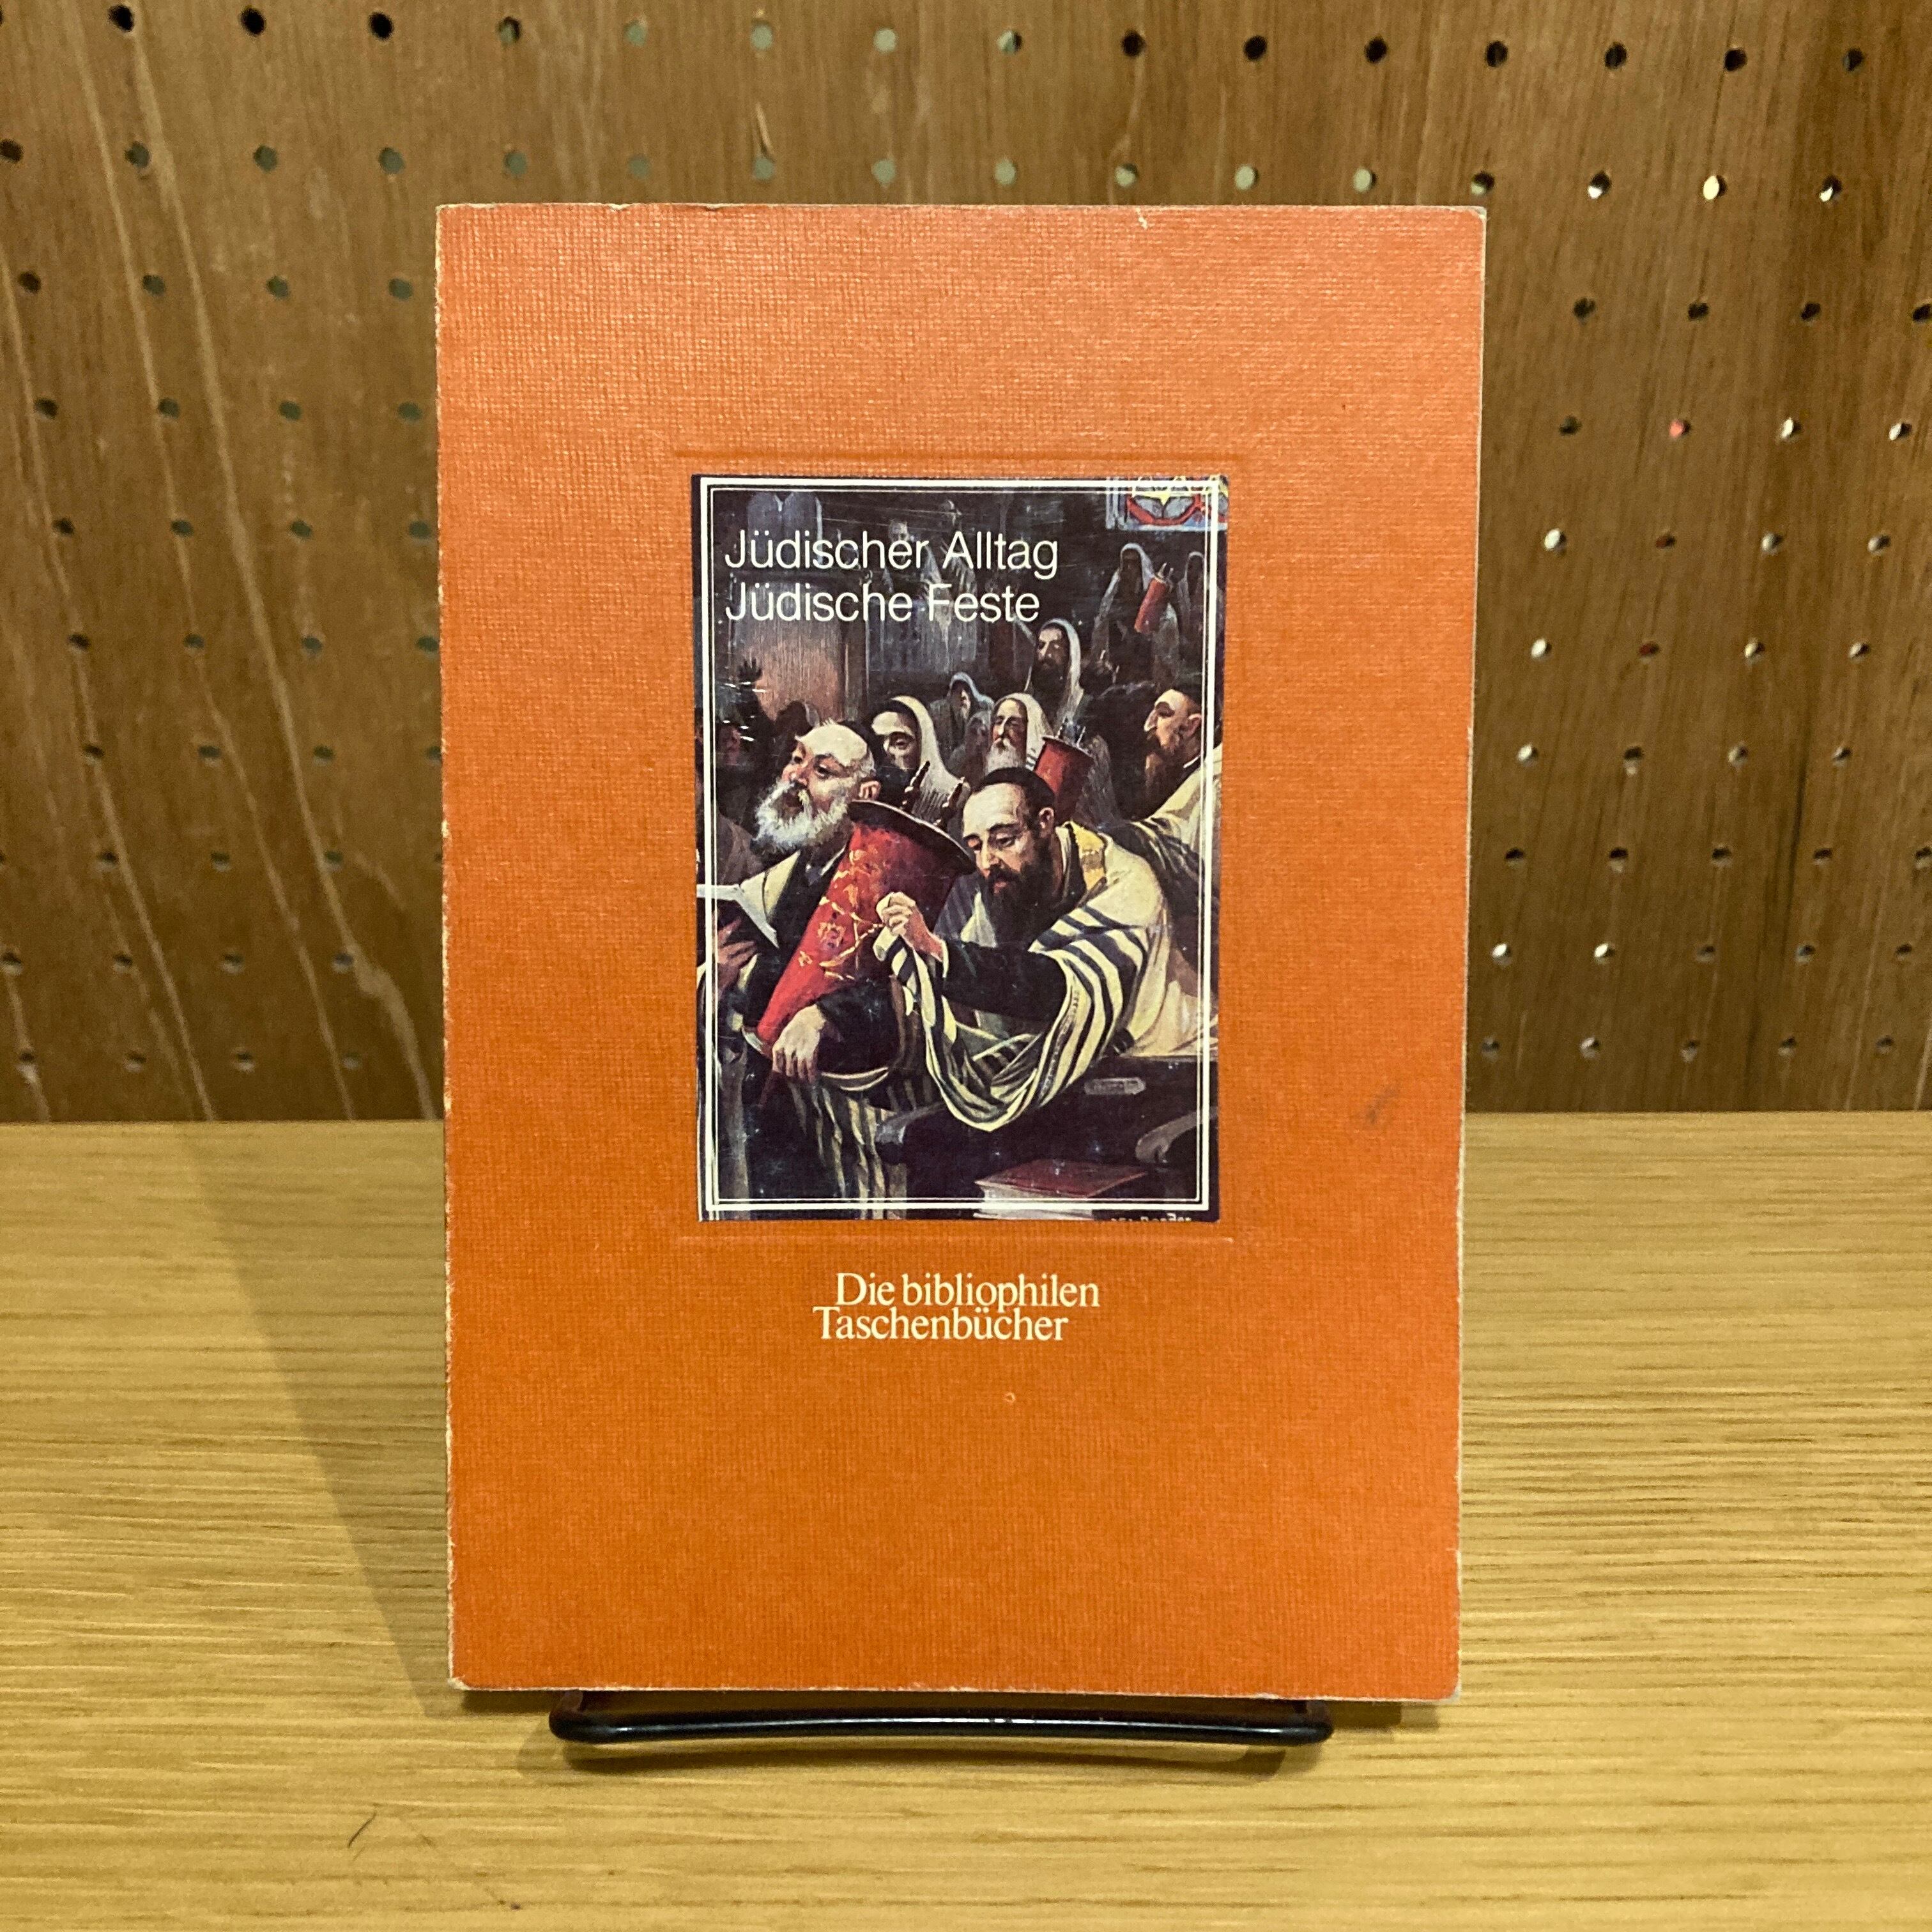 Jüdischer Alltag
Jüdische Feste
Die bibliophilen
Taschenbücher